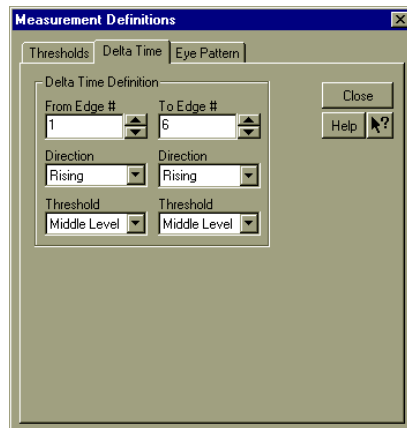 Measurement Definitions
Thresholds Delta Time Eye Pattern
Delta Time Definition
From Edge # To Edge #
1 6
Close
Help ?
Direction Direction
Rising Rising
Threshold Threshold
Middle Level Middle Level